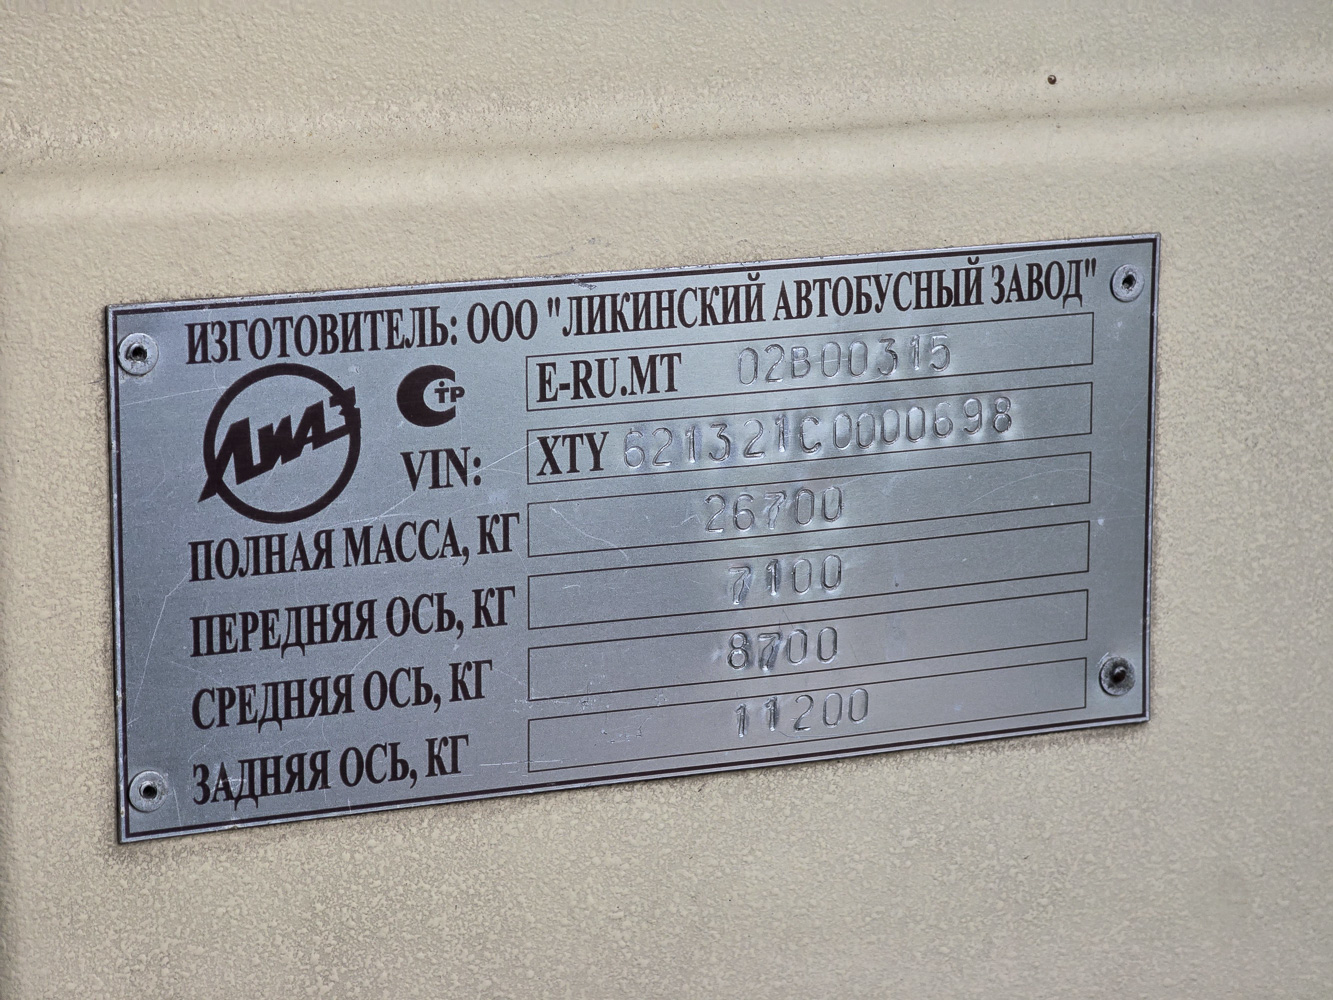 ИЗГОТОВИТЕЛЬ: ООО "ЛИКИНСКИЙ АВТОБУСНЫЙ ЗАВОД"
ЛИАЗ
С ТР E-RU.MT 02B00315
VIN: XTY 621321C0000698
ПОЛНАЯ МАССА, КГ 26700
ПЕРЕДНЯЯ ОСЬ, КГ 7100
СРЕДНЯЯ ОСЬ, КГ 8700
ЗАДНЯЯ ОСЬ, КГ 11200